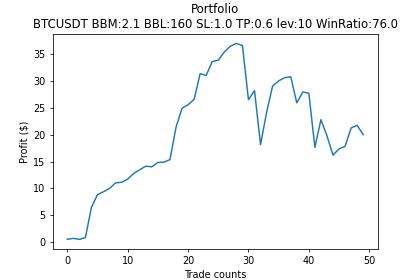 Portfolio
BTCUSDT BBM:2.1 BBL:160 SL:1.0 TP:0.6 lev:10 WinRatio:76.0
Profit ($)
35
30
25
20
15
10
5
0
0 10 20 30 40 50
Trade counts